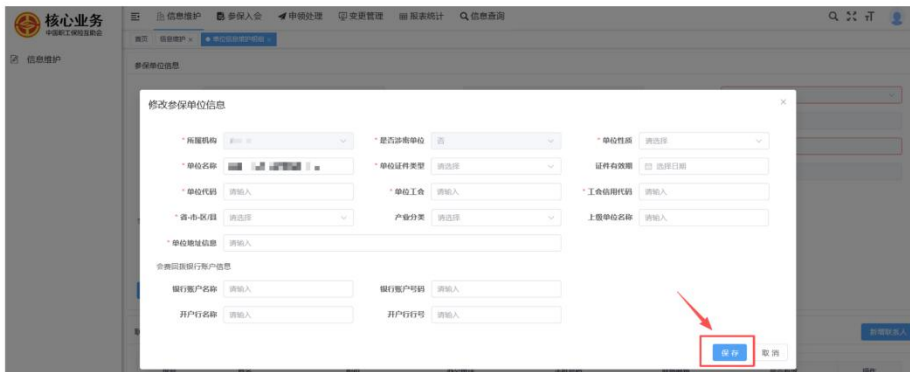 核心业务
中国职工保险互助会
信息维护 参保入会 申领处理 变更管理 报表统计 信息查询
首页 信息维护
信息维护
参保单位信息
修改参保单位信息
* 所属机构 * 是否涉密单位 否 * 单位性质 请选择
* 单位名称 * 单位证件类型 请选择 证件有效期 选择日期
* 单位代码 请输入 * 单位工会 请输入 * 工会信用代码 请输入
* 省-市-区/县 请选择 产业分类 请选择 上级单位名称 请输入
* 单位地址信息 请输入
会费回拨银行账户信息
银行账户名称 请输入 银行账户号码 请输入
开户行名称 请输入 开户行行号 请输入
新增联系人
保存 取消